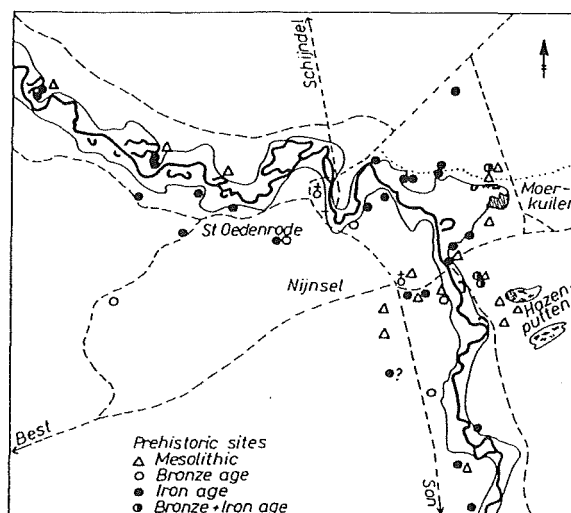 Schijndel
Moer-
kuilen
St Oedenrode
Nijnsel
Hazen-
putten
?
Best
Son
Prehistoric sites
Mesolithic
Bronze age
Iron age
Bronze + Iron age